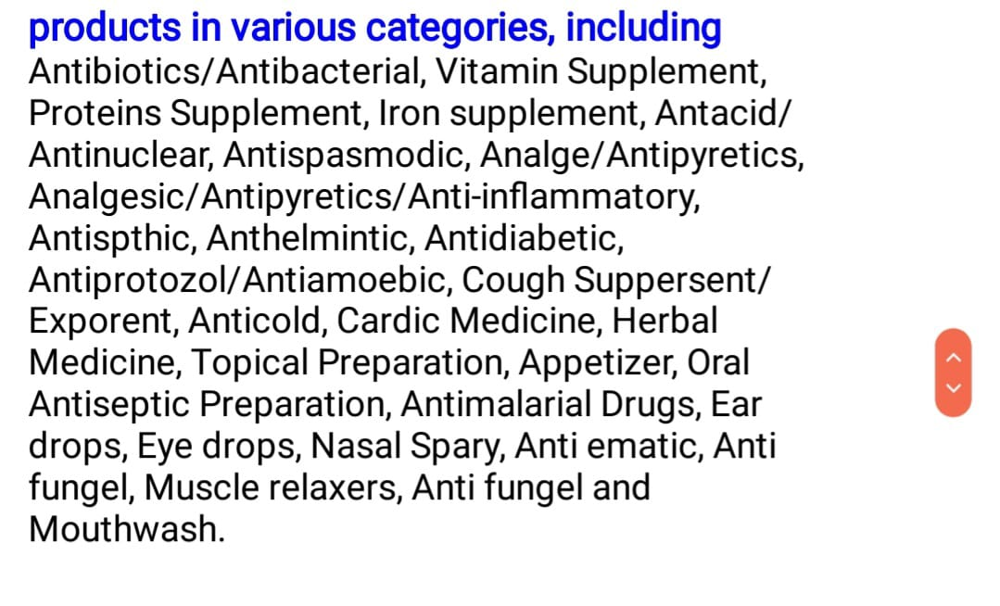 products in various categories, including
Antibiotics/Antibacterial, Vitamin Supplement,
Proteins Supplement, Iron supplement, Antacid/
Antinuclear, Antispasmodic, Analge/Antipyretics,
Analgesic/Antipyretics/Anti-inflammatory,
Antispthic, Anthelmintic, Antidiabetic,
Antiprotozol/Antiamoebic, Cough Suppersent/
Exporent, Anticold, Cardic Medicine, Herbal
Medicine, Topical Preparation, Appetizer, Oral
Antiseptic Preparation, Antimalarial Drugs, Ear
drops, Eye drops, Nasal Spary, Anti ematic, Anti
fungel, Muscle relaxers, Anti fungel and
Mouthwash.